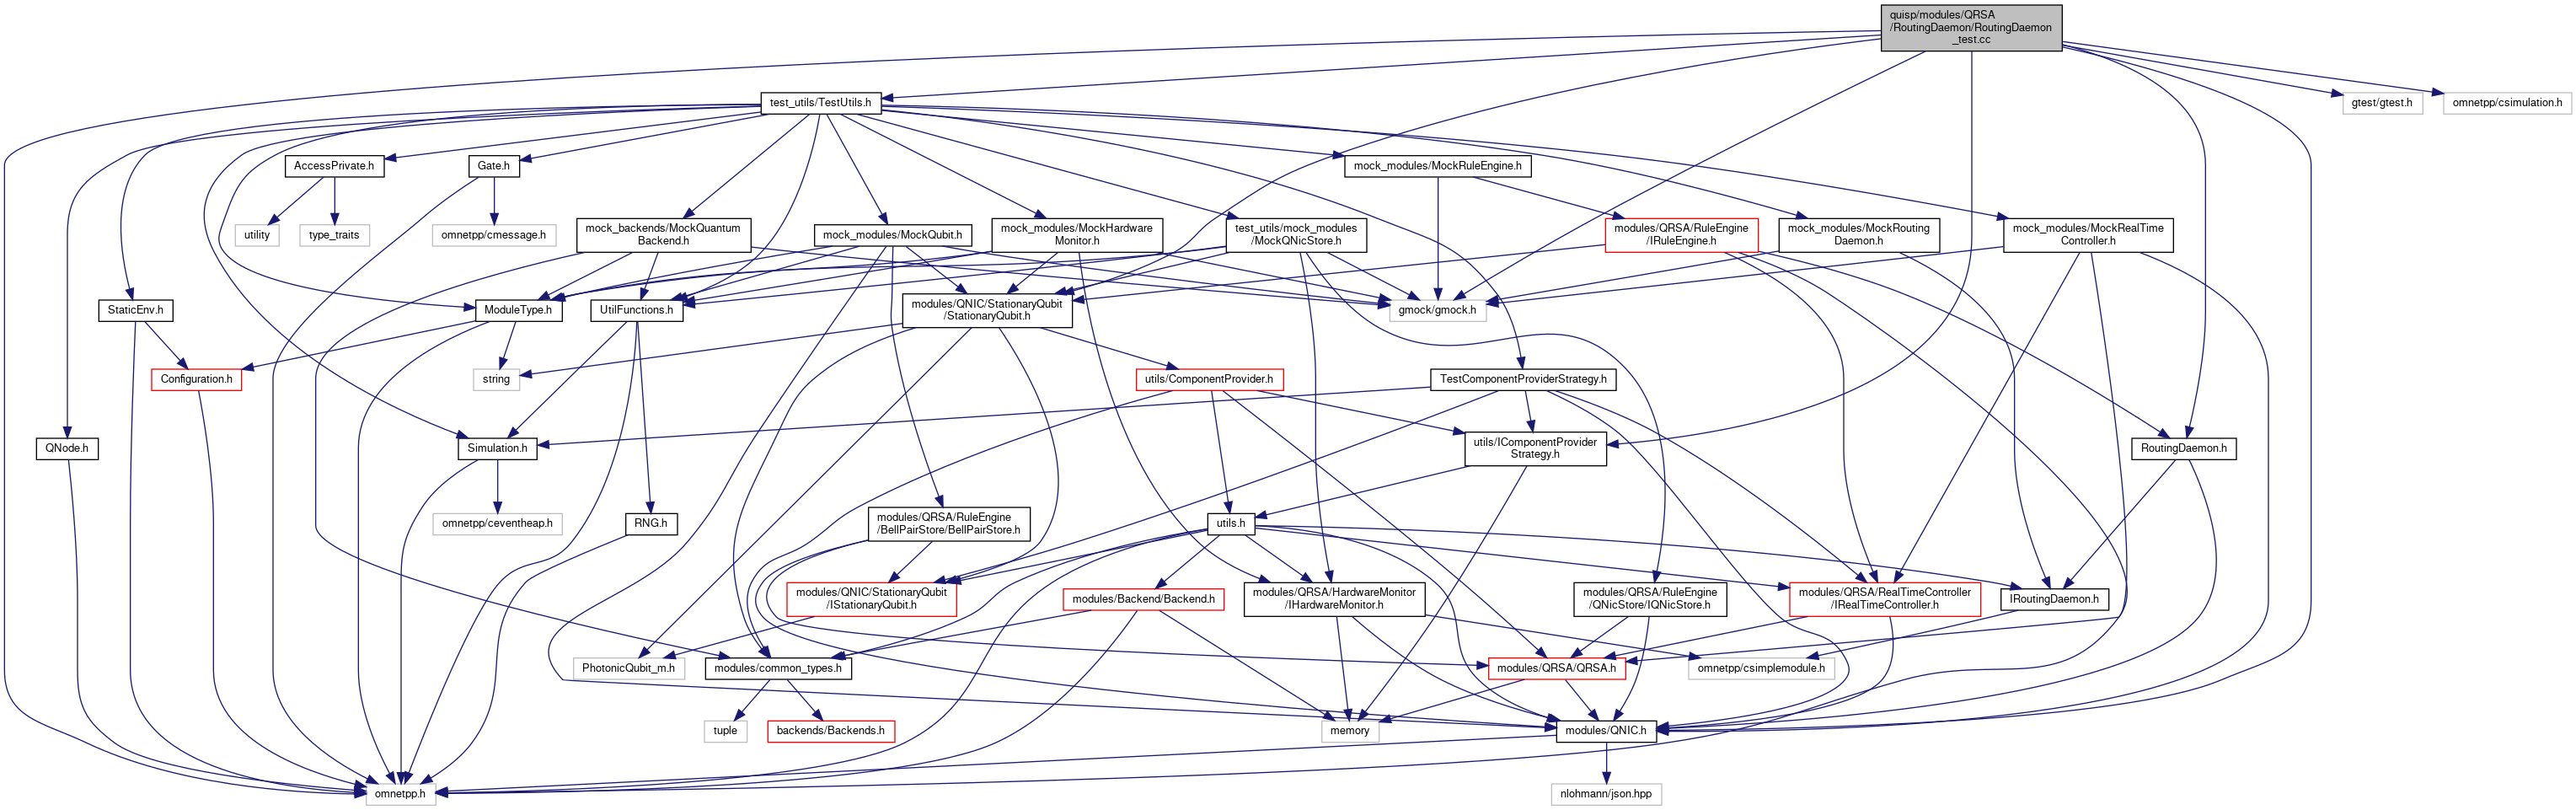 quisp/modules/QRSA
/RoutingDaemon/RoutingDaemon
_test.cc
test_utils/TestUtils.h
gtest/gtest.h
omnetpp/csimulation.h
AccessPrivate.h
Gate.h
mock_modules/MockRuleEngine.h
utility
type_traits
omnetpp/cmessage.h
mock_backends/MockQuantum
Backend.h
mock_modules/MockQubit.h
mock_modules/MockHardware
Monitor.h
test_utils/mock_modules
/MockQNicStore.h
modules/QRSA/RuleEngine
/IRuleEngine.h
mock_modules/MockRouting
Daemon.h
mock_modules/MockRealTime
Controller.h
StaticEnv.h
ModuleType.h
UtilFunctions.h
modules/QNIC/StationaryQubit
/StationaryQubit.h
gmock/gmock.h
Configuration.h
string
utils/ComponentProvider.h
TestComponentProviderStrategy.h
QNode.h
Simulation.h
utils/IComponentProvider
Strategy.h
RoutingDaemon.h
omnetpp/ceventheap.h
RNG.h
modules/QRSA/RuleEngine
/BellPairStore/BellPairStore.h
utils.h
modules/QNIC/StationaryQubit
/IStationaryQubit.h
modules/Backend/Backend.h
modules/QRSA/HardwareMonitor
/IHardwareMonitor.h
modules/QRSA/RuleEngine
/QNicStore/IQNicStore.h
modules/QRSA/RealTimeController
/IRealTimeController.h
IRoutingDaemon.h
PhotonicQubit_m.h
modules/common_types.h
modules/QRSA/QRSA.h
omnetpp/csimplemodule.h
tuple
backends/Backends.h
memory
modules/QNIC.h
omnetpp.h
nlohmann/json.hpp